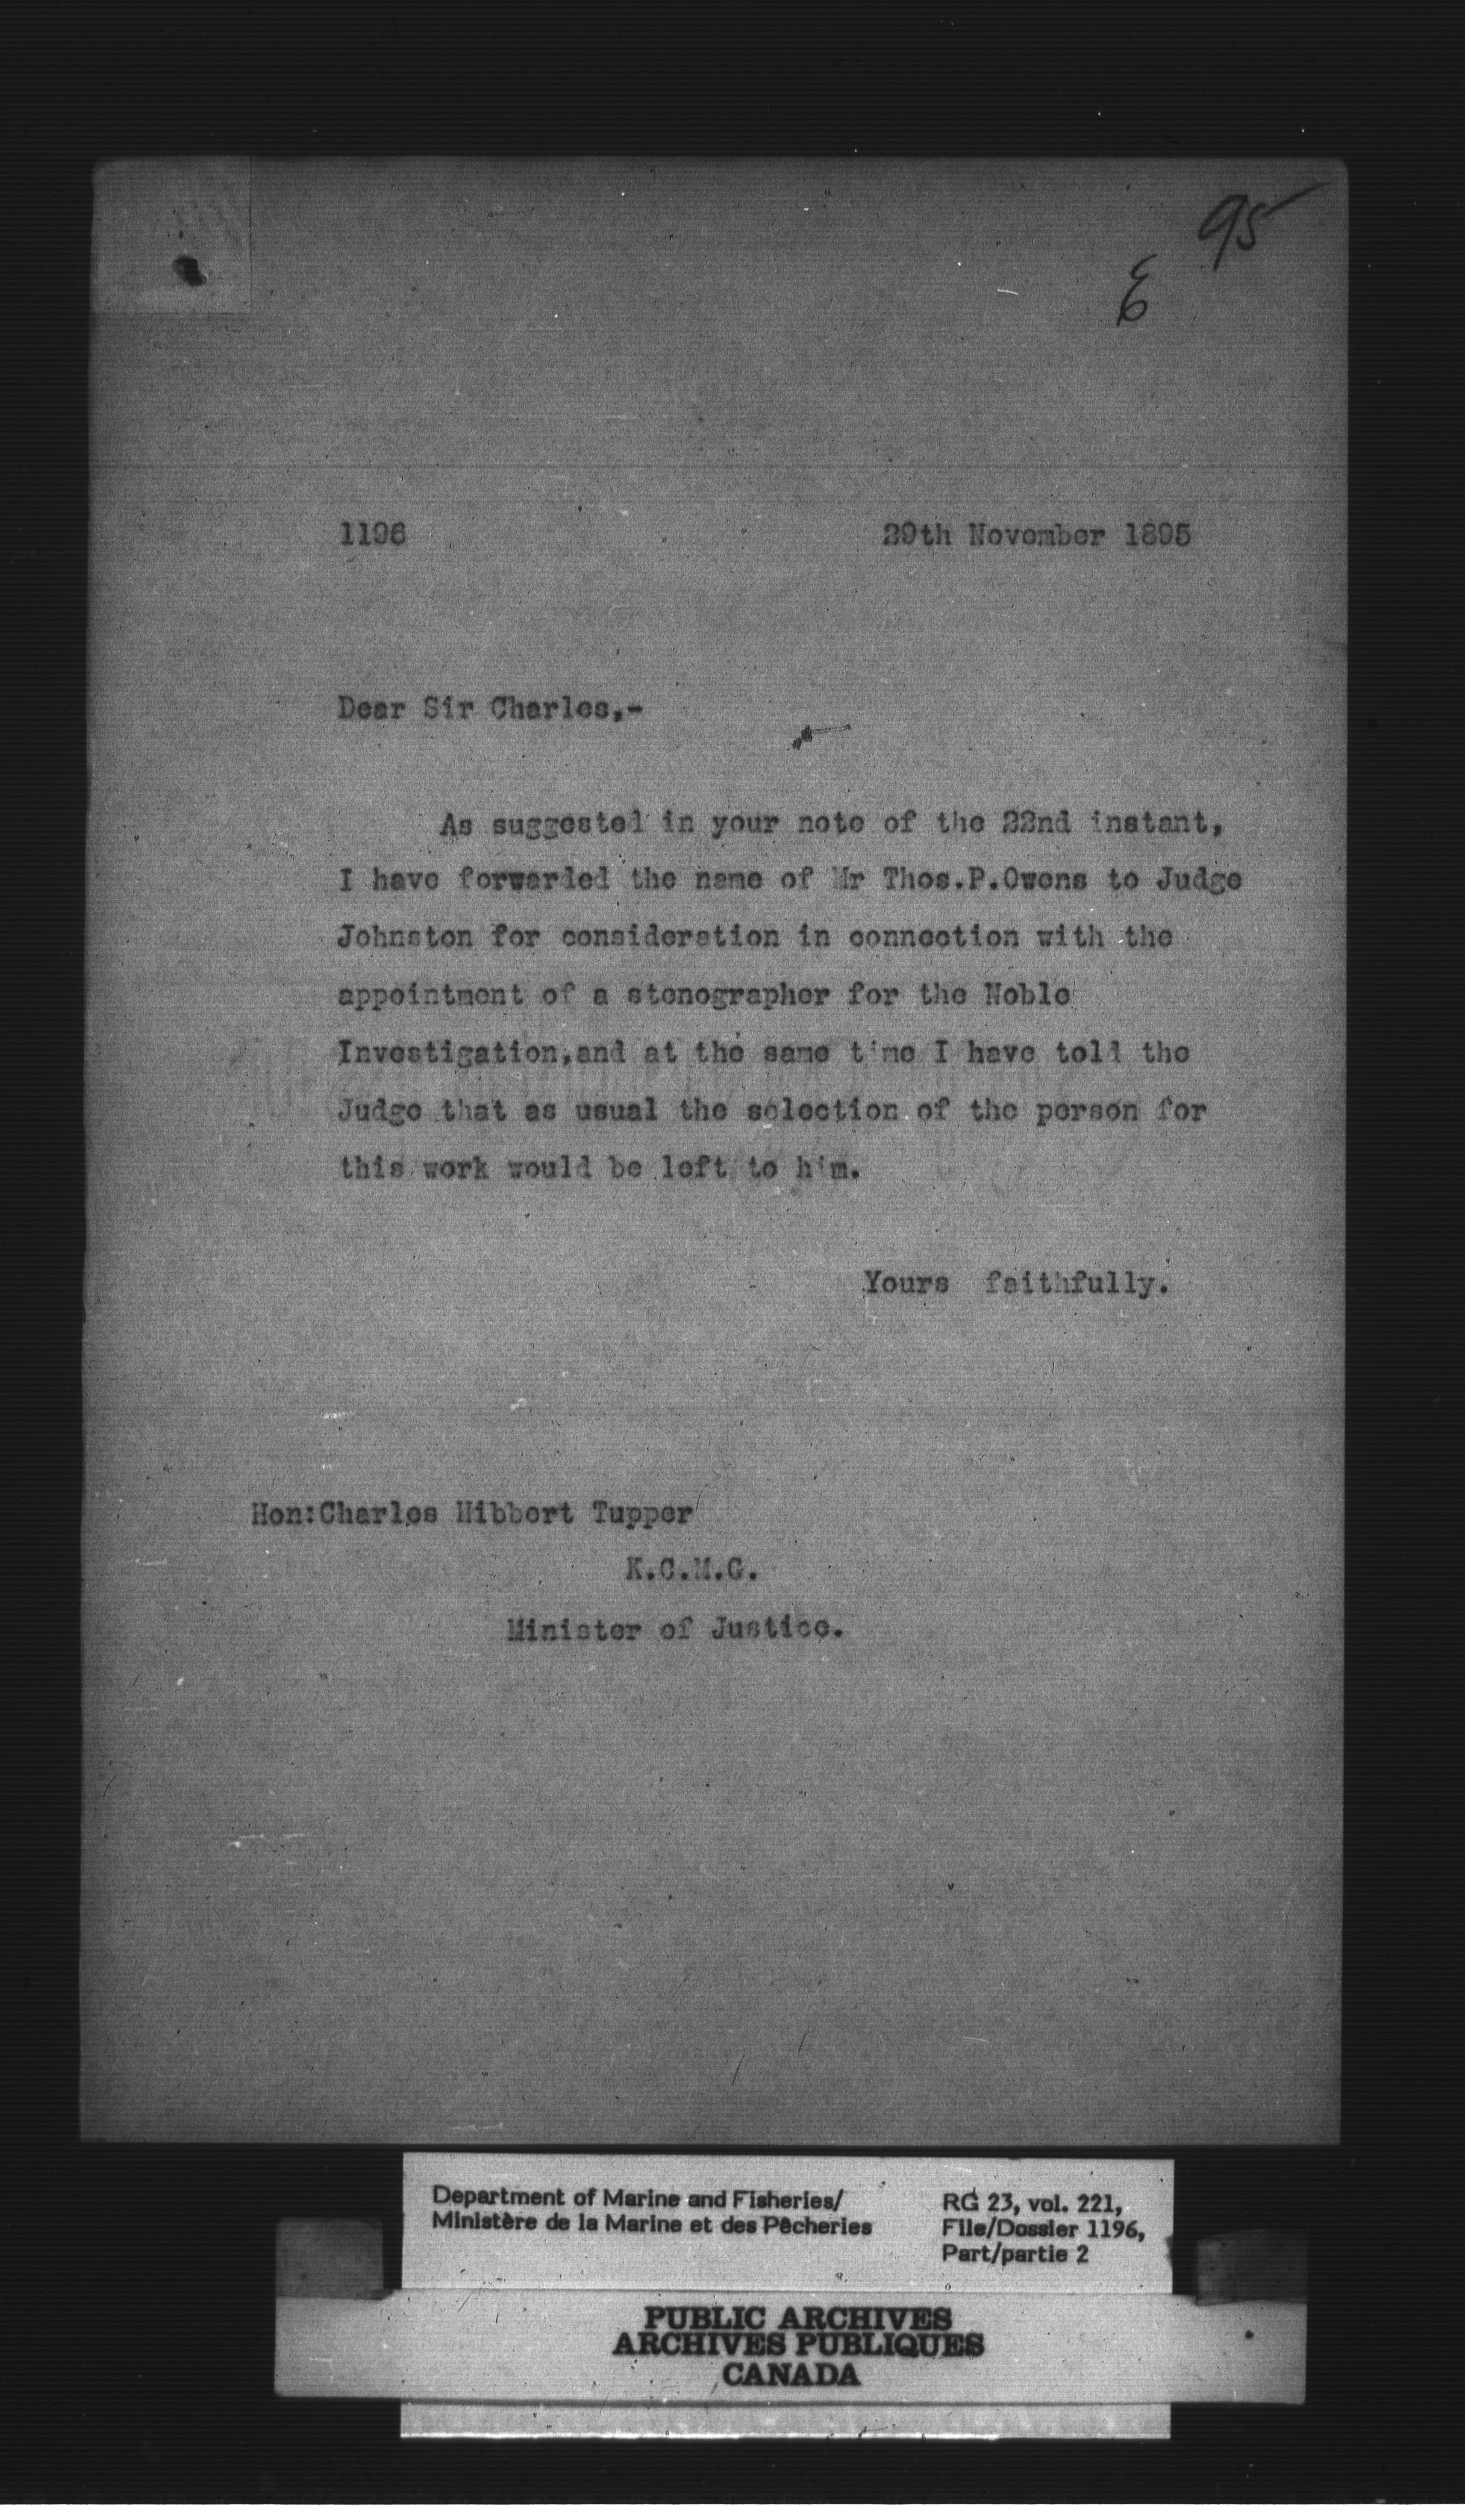 95
E
1196 29th November 1895
Dear Sir Charles,-
As suggested in your note of the 22nd instant,
I have forwarded the name of Mr Thos.P.Owens to Judge
Johnston for consideration in connection with the
appointment of a stenographer for the Noble
Investigation,and at the same time I have told the
Judge that as usual the selection of the person for
this work would be left to him.
Yours faithfully.
Hon:Charles Hibbert Tupper
K.C.M.G.
Minister of Justice.
Department of Marine and Fisheries/
Ministère de la Marine et des Pêcheries
RG 23, vol. 221,
File/Dossier 1196,
Part/partie 2
PUBLIC ARCHIVES
ARCHIVES PUBLIQUES
CANADA